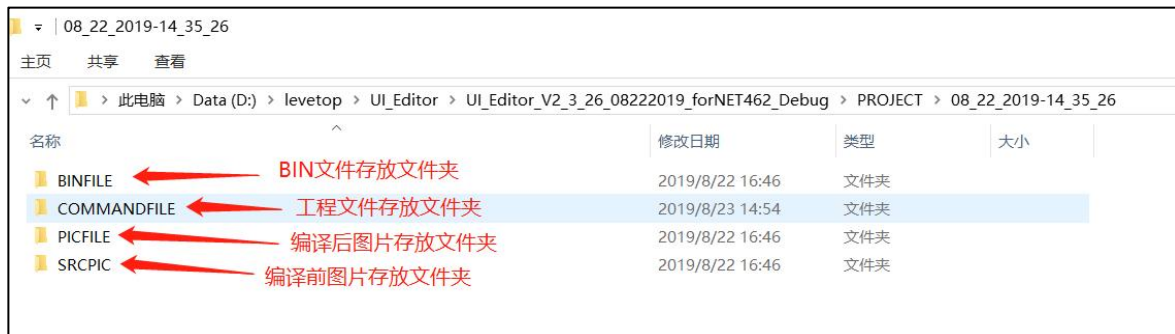 08_22_2019-14_35_26
主页 共享 查看
此电脑 > Data (D:) > levetop > UI_Editor > UI_Editor_V2_3_26_08222019_forNET462_Debug > PROJECT > 08_22_2019-14_35_26
名称 修改日期 类型 大小
BINFILE BIN文件存放文件夹 2019/8/22 16:46 文件夹
COMMANDFILE 工程文件存放文件夹 2019/8/23 14:54 文件夹
PICFILE 编译后图片存放文件夹 2019/8/22 16:46 文件夹
SRCPIC 编译前图片存放文件夹 2019/8/22 16:46 文件夹